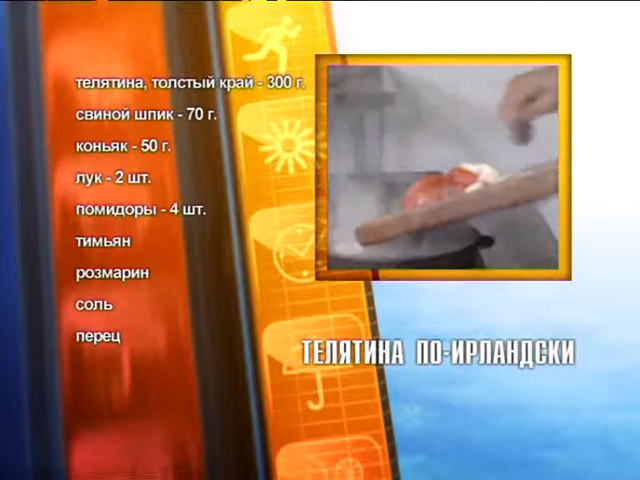 телятина, толстый край - 300 г.
свиной шпик - 70 г.
коньяк - 50 г.
лук - 2 шт.
помидоры - 4 шт.
тимьян
розмарин
соль
перец
ТЕЛЯТИНА ПО-ИРЛАНДСКИ